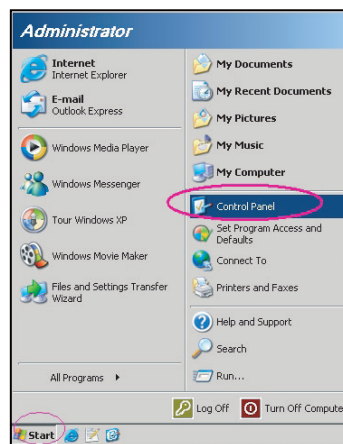 Administrator
Internet
Internet Explorer
E-mail
Outlook Express
Windows Media Player
Windows Messenger
Tour Windows XP
Windows Movie Maker
Files and Settings Transfer
Wizard
All Programs
My Documents
My Recent Documents
My Pictures
My Music
My Computer
Control Panel
Set Program Access and
Defaults
Connect To
Printers and Faxes
Help and Support
Search
Run...
Log Off
Turn Off Compute
Start